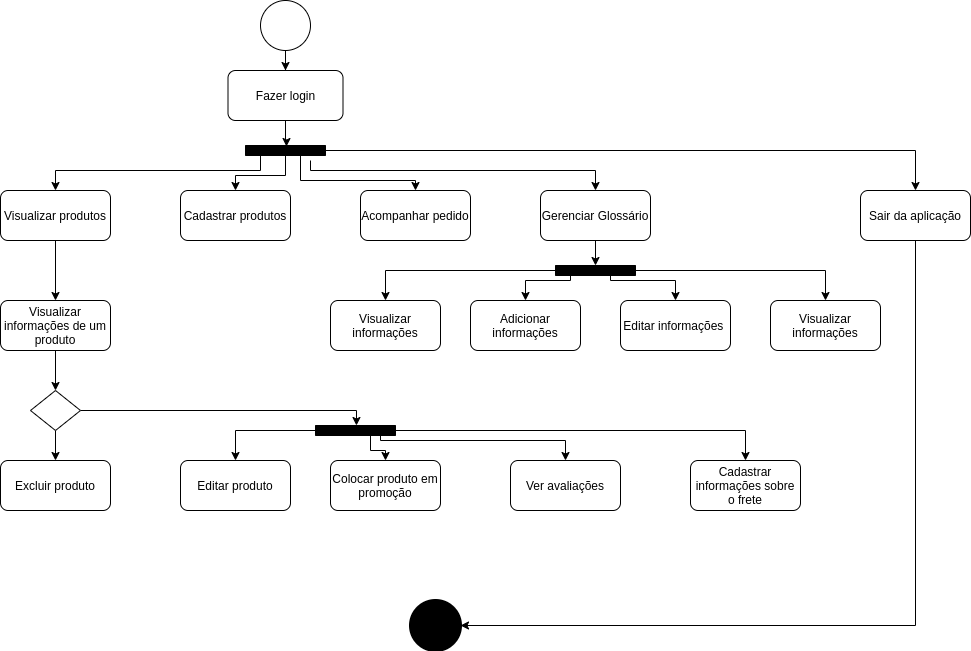 Fazer login
Visualizar produtos
Cadastrar produtos
Acompanhar pedido
Gerenciar Glossário
Sair da aplicação
Visualizar
informações de um
produto
Visualizar
informações
Adicionar
informações
Editar informações
Visualizar
informações
Excluir produto
Editar produto
Colocar produto em
promoção
Ver avaliações
Cadastrar
informações sobre
o frete